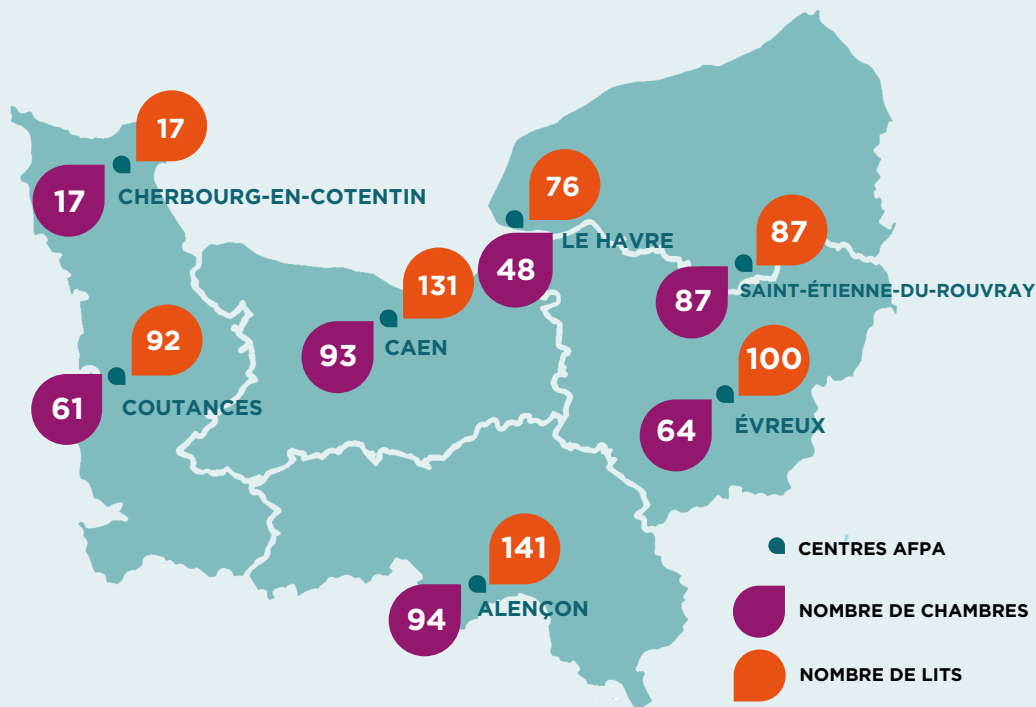 17
17
CHERBOURG-EN-COTENTIN
76
LE HAVRE
48
87
SAINT-ÉTIENNE-DU-ROUVRAY
87
131
CAEN
93
92
COUTANCES
61
100
ÉVREUX
64
141
ALENÇON
94
CENTRES AFPA
NOMBRE DE CHAMBRES
NOMBRE DE LITS